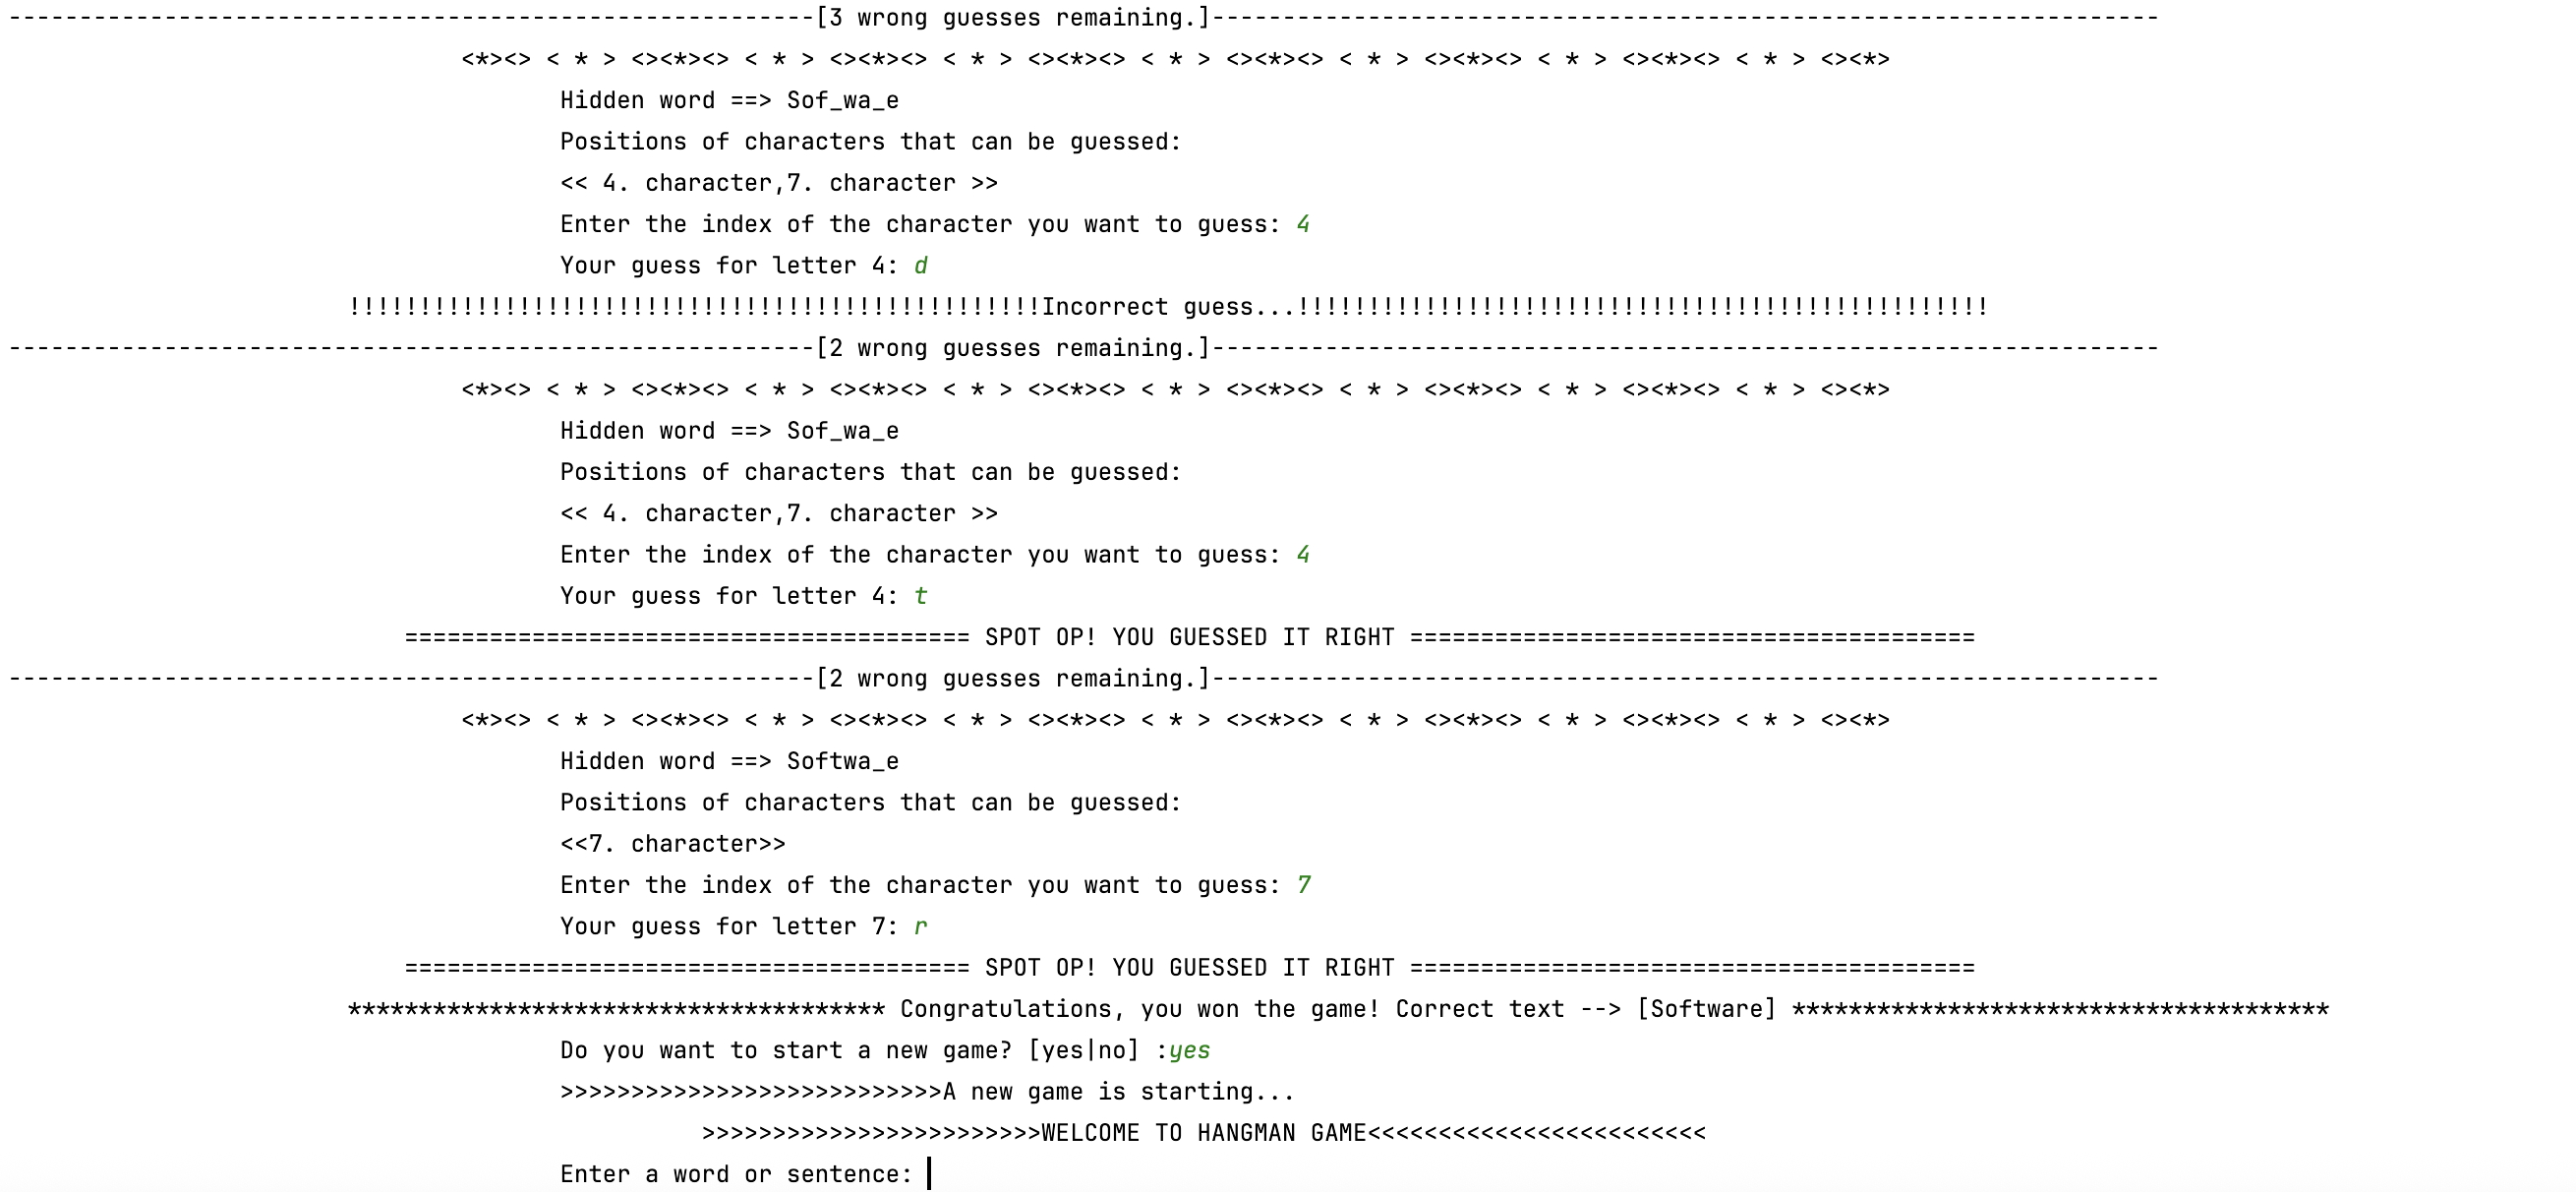 ---------------------------------------------------------[3 wrong guesses remaining.]-------------------------------------------------------------------
<*><> < * > <><*><> < * > <><*><> < * > <><*><> < * > <><*><> < * > <><*><> < * > <><*><> < * > <><*>
Hidden word ==> Sof_wa_e
Positions of characters that can be guessed:
<< 4. character,7. character >>
Enter the index of the character you want to guess: 4
Your guess for letter 4: d
!!!!!!!!!!!!!!!!!!!!!!!!!!!!!!!!!!!!!!!!!!!!!!!!!Incorrect guess...!!!!!!!!!!!!!!!!!!!!!!!!!!!!!!!!!!!!!!!!!!!!!!!!!
---------------------------------------------------------[2 wrong guesses remaining.]-------------------------------------------------------------------
<*><> < * > <><*><> < * > <><*><> < * > <><*><> < * > <><*><> < * > <><*><> < * > <><*><> < * > <><*>
Hidden word ==> Sof_wa_e
Positions of characters that can be guessed:
<< 4. character,7. character >>
Enter the index of the character you want to guess: 4
Your guess for letter 4: t
======================================== SPOT OP! YOU GUESSED IT RIGHT ========================================
---------------------------------------------------------[2 wrong guesses remaining.]-------------------------------------------------------------------
<*><> < * > <><*><> < * > <><*><> < * > <><*><> < * > <><*><> < * > <><*><> < * > <><*><> < * > <><*>
Hidden word ==> Softwa_e
Positions of characters that can be guessed:
<<7. character>>
Enter the index of the character you want to guess: 7
Your guess for letter 7: r
======================================== SPOT OP! YOU GUESSED IT RIGHT ========================================
************************************** Congratulations, you won the game! Correct text --> [Software] **************************************
Do you want to start a new game? [yes|no] :yes
>>>>>>>>>>>>>>>>>>>>>>>>>>>A new game is starting...
>>>>>>>>>>>>>>>>>>>>>>>>WELCOME TO HANGMAN GAME<<<<<<<<<<<<<<<<<<<<<<<<
Enter a word or sentence: